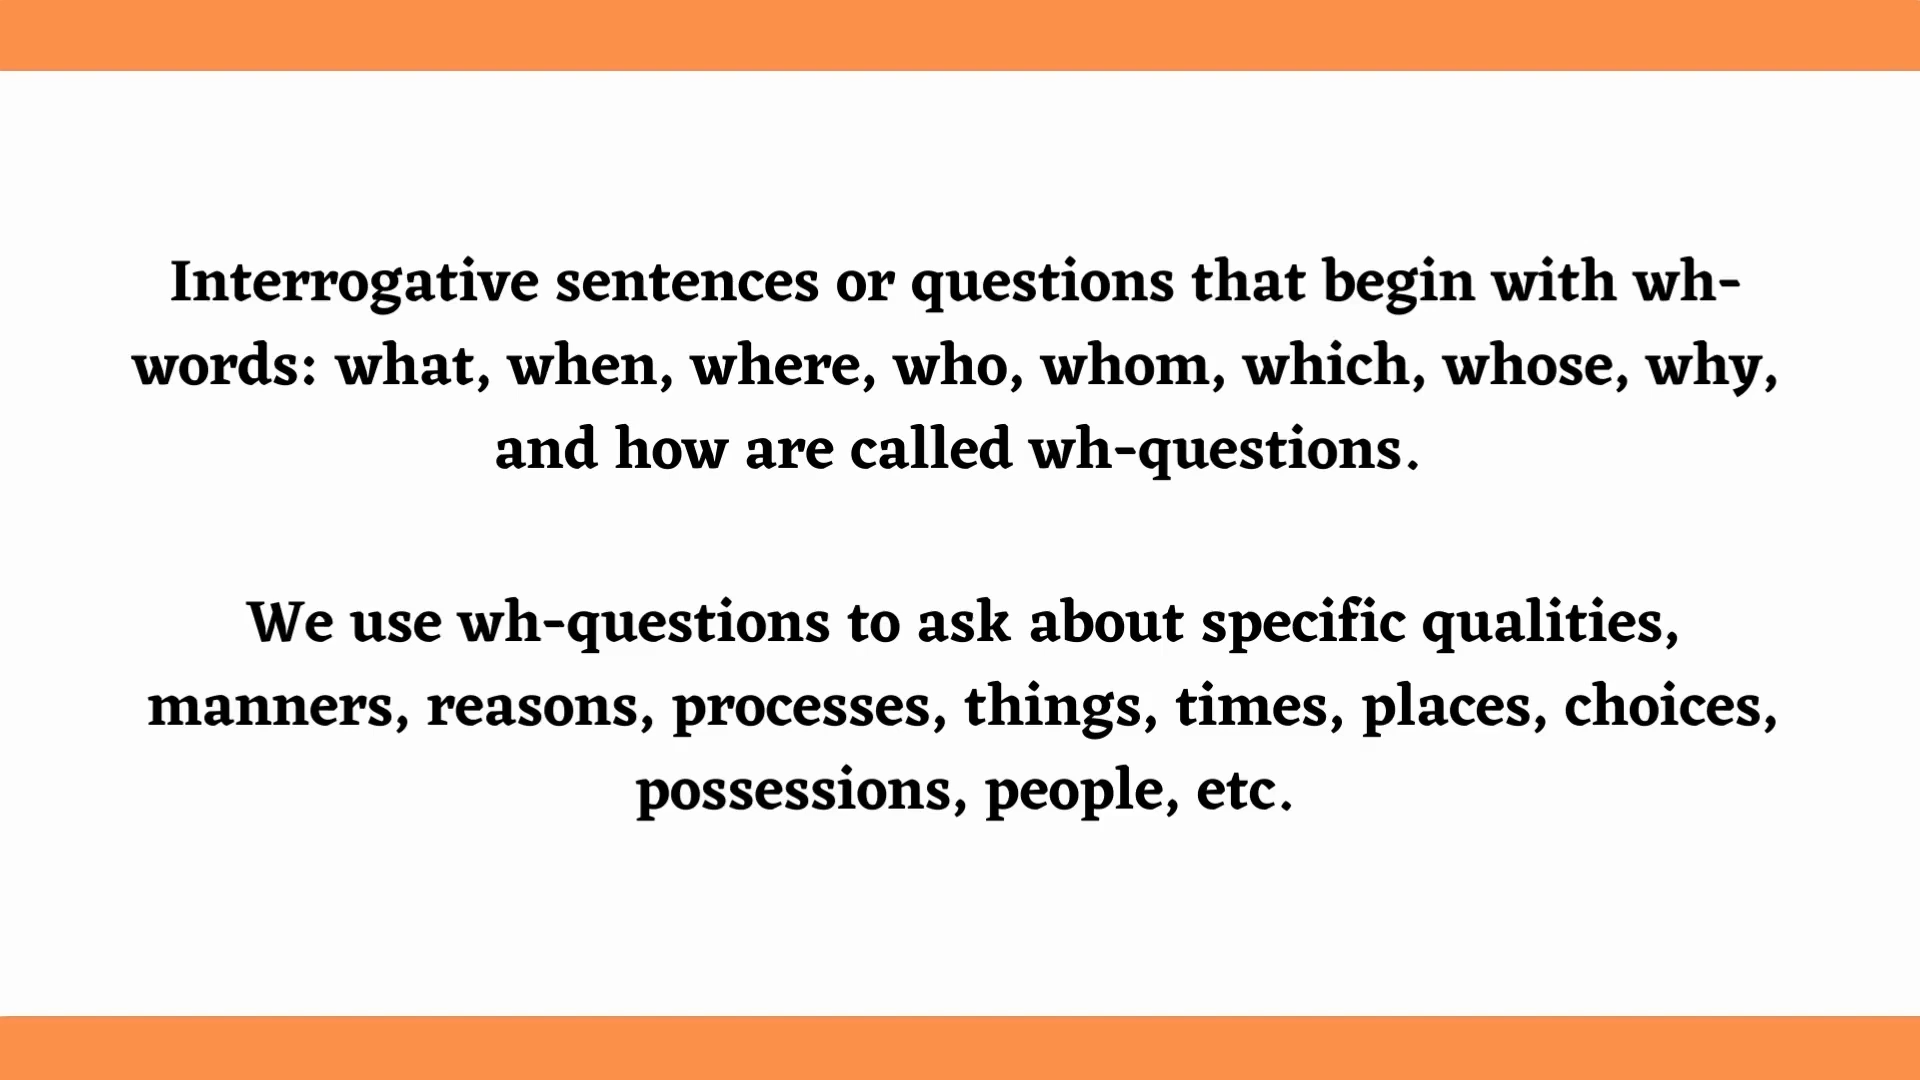 Interrogative sentences or questions that begin with wh-
words: what, when, where, who, whom, which, whose, why,
and how are called wh-questions.
We use wh-questions to ask about specific qualities,
manners, reasons, processes, things, times, places, choices,
possessions, people, etc.